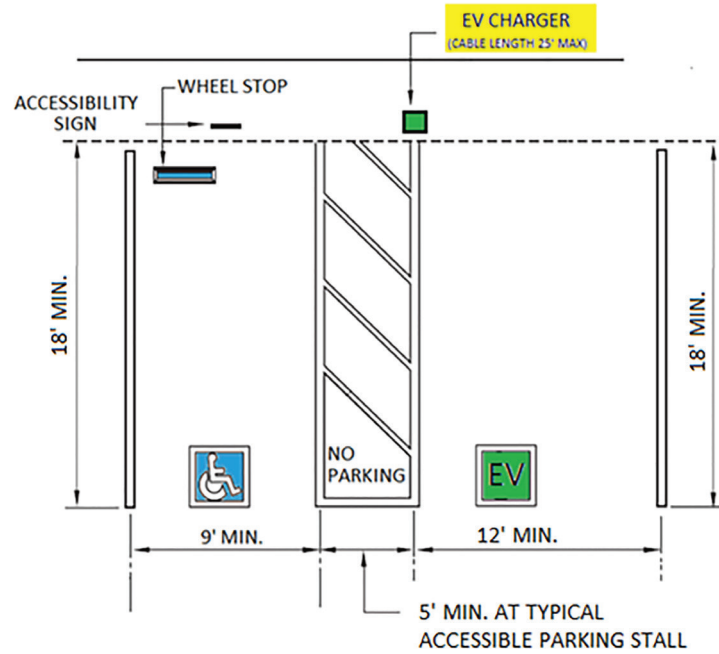 EV CHARGER
(CABLE LENGTH 25' MAX)
WHEEL STOP
ACCESSIBILITY
SIGN
18' MIN.
18' MIN.
NO
PARKING
EV
9' MIN.
12' MIN.
5' MIN. AT TYPICAL
ACCESSIBLE PARKING STALL